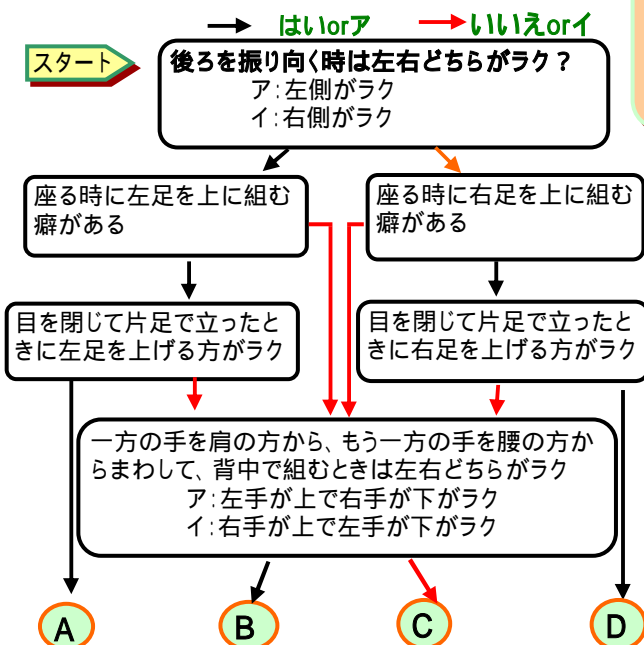 はいorア
いいえorイ
スタート
後ろを振り向く時は左右どちらがラク？
ア：左側がラク
イ：右側がラク
座る時に左足を上に組む
癖がある
座る時に右足を上に組む
癖がある
目を閉じて片足で立ったと
きに左足を上げる方がラク
目を閉じて片足で立ったと
きに右足を上げる方がラク
一方の手を肩の方から、もう一方の手を腰の方か
らまわして、背中で組むときは左右どちらがラク
ア：左手が上で右手が下がラク
イ：右手が上で左手が下がラク
A
B
C
D